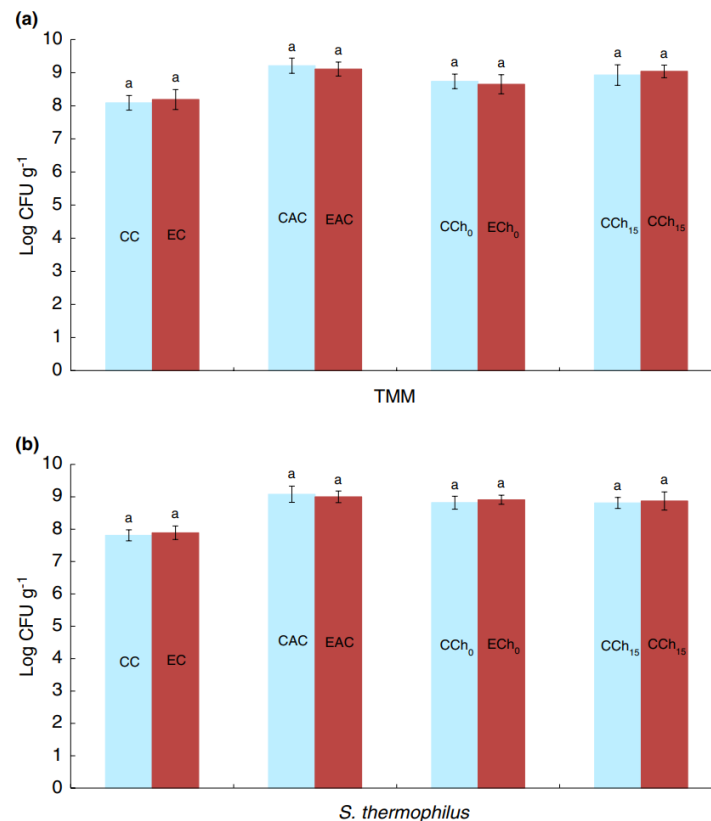 (a)
10
9
8
7
6
5
4
3
2
1
0
Log CFU g⁻¹
a a a a a a a a
CC EC CAC EAC CCh₀ ECh₀ CCh₁₅ CCh₁₅
TMM
(b)
10
9
8
7
6
5
4
3
2
1
0
Log CFU g⁻¹
a a a a a a a a
CC EC CAC EAC CCh₀ ECh₀ CCh₁₅ CCh₁₅
S. thermophilus